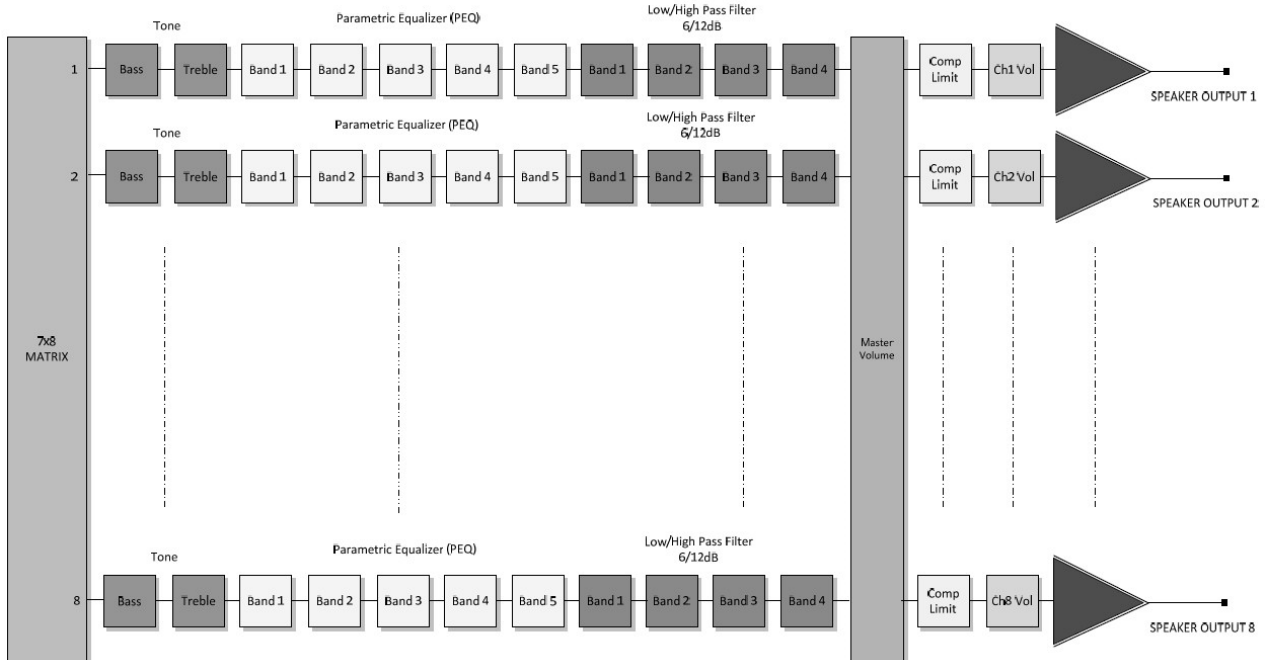 Parametric Equalizer (PEQ)
Low/High Pass Filter
6/12dB
Tone
1
Bass
Treble
Band 1
Band 2
Band 3
Band 4
Band 5
Band 1
Band 2
Band 3
Band 4
Comp
Limit
Ch1 Vol
SPEAKER OUTPUT 1
Parametric Equalizer (PEQ)
Low/High Pass Filter
6/12dB
Tone
2
Bass
Treble
Band 1
Band 2
Band 3
Band 4
Band 5
Band 1
Band 2
Band 3
Band 4
Comp
Limit
Ch2 Vol
SPEAKER OUTPUT 2
7x8
MATRIX
Master
Volume
Parametric Equalizer (PEQ)
Low/High Pass Filter
6/12dB
Tone
8
Bass
Treble
Band 1
Band 2
Band 3
Band 4
Band 5
Band 1
Band 2
Band 3
Band 4
Comp
Limit
Ch8 Vol
SPEAKER OUTPUT 8